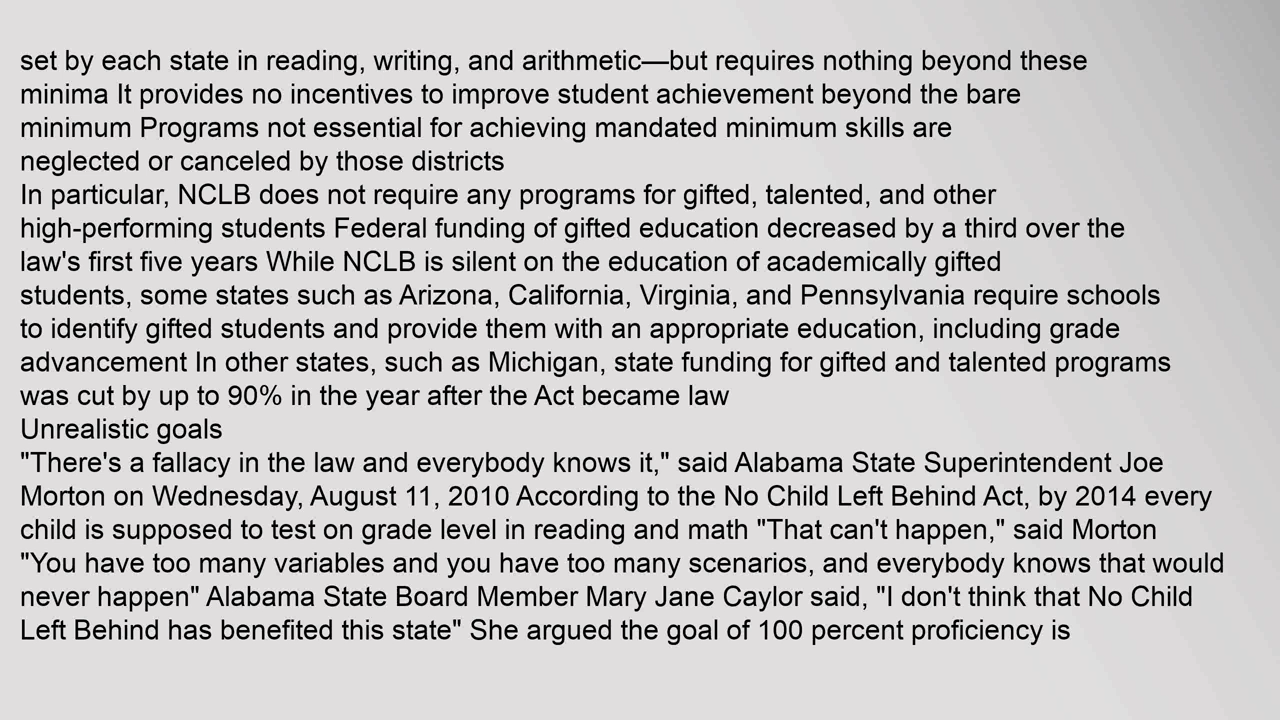 set by each state in reading, writing, and arithmetic—but requires nothing beyond these
minima It provides no incentives to improve student achievement beyond the bare
minimum Programs not essential for achieving mandated minimum skills are
neglected or canceled by those districts
In particular, NCLB does not require any programs for gifted, talented, and other
high-performing students Federal funding of gifted education decreased by a third over the
law's first five years While NCLB is silent on the education of academically gifted
students, some states such as Arizona, California, Virginia, and Pennsylvania require schools
to identify gifted students and provide them with an appropriate education, including grade
advancement In other states, such as Michigan, state funding for gifted and talented programs
was cut by up to 90% in the year after the Act became law
Unrealistic goals
"There's a fallacy in the law and everybody knows it," said Alabama State Superintendent Joe
Morton on Wednesday, August 11, 2010 According to the No Child Left Behind Act, by 2014 every
child is supposed to test on grade level in reading and math "That can't happen," said Morton
"You have too many variables and you have too many scenarios, and everybody knows that would
never happen" Alabama State Board Member Mary Jane Caylor said, "I don't think that No Child
Left Behind has benefited this state" She argued the goal of 100 percent proficiency is